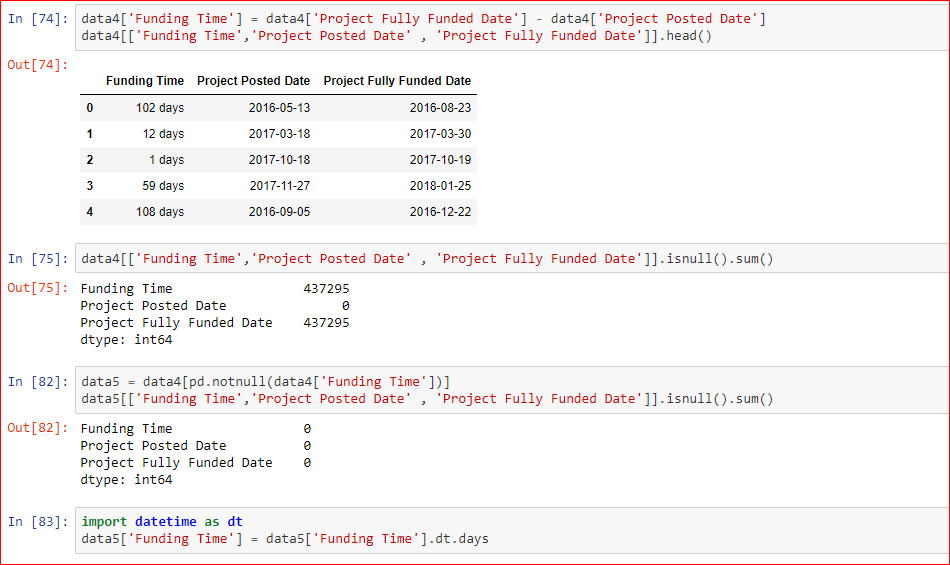 In [74]: data4['Funding Time'] = data4['Project Fully Funded Date'] - data4['Project Posted Date']
data4[['Funding Time','Project Posted Date' , 'Project Fully Funded Date']].head()
Out[74]:
Funding Time Project Posted Date Project Fully Funded Date
0 102 days 2016-05-13 2016-08-23
1 12 days 2017-03-18 2017-03-30
2 1 days 2017-10-18 2017-10-19
3 59 days 2017-11-27 2018-01-25
4 108 days 2016-09-05 2016-12-22
In [75]: data4[['Funding Time','Project Posted Date' , 'Project Fully Funded Date']].isnull().sum()
Out[75]: Funding Time 437295
Project Posted Date 0
Project Fully Funded Date 437295
dtype: int64
In [82]: data5 = data4[pd.notnull(data4['Funding Time'])]
data5[['Funding Time','Project Posted Date' , 'Project Fully Funded Date']].isnull().sum()
Out[82]: Funding Time 0
Project Posted Date 0
Project Fully Funded Date 0
dtype: int64
In [83]: import datetime as dt
data5['Funding Time'] = data5['Funding Time'].dt.days